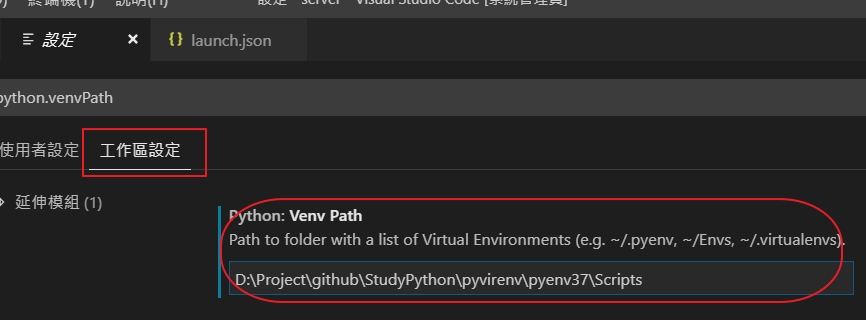 終端機(T) 說明(H) 設定 - server - Visual Studio Code [系統管理員]
設定 × {} launch.json
python.venvPath
使用者設定 工作區設定
延伸模組 (1)
Python: Venv Path
Path to folder with a list of Virtual Environments (e.g. ~/.pyenv, ~/Envs, ~/.virtualenvs).
D:\Project\github\StudyPython\pyvirenv\pyenv37\Scripts